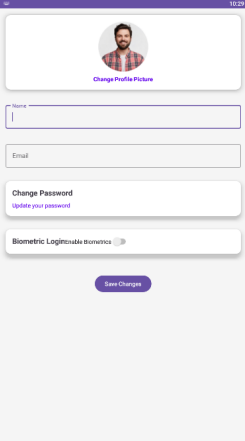 10:29
Change Profile Picture
Name
Email
Change Password
Update your password
Biometric Login
Enable Biometrics
Save Changes